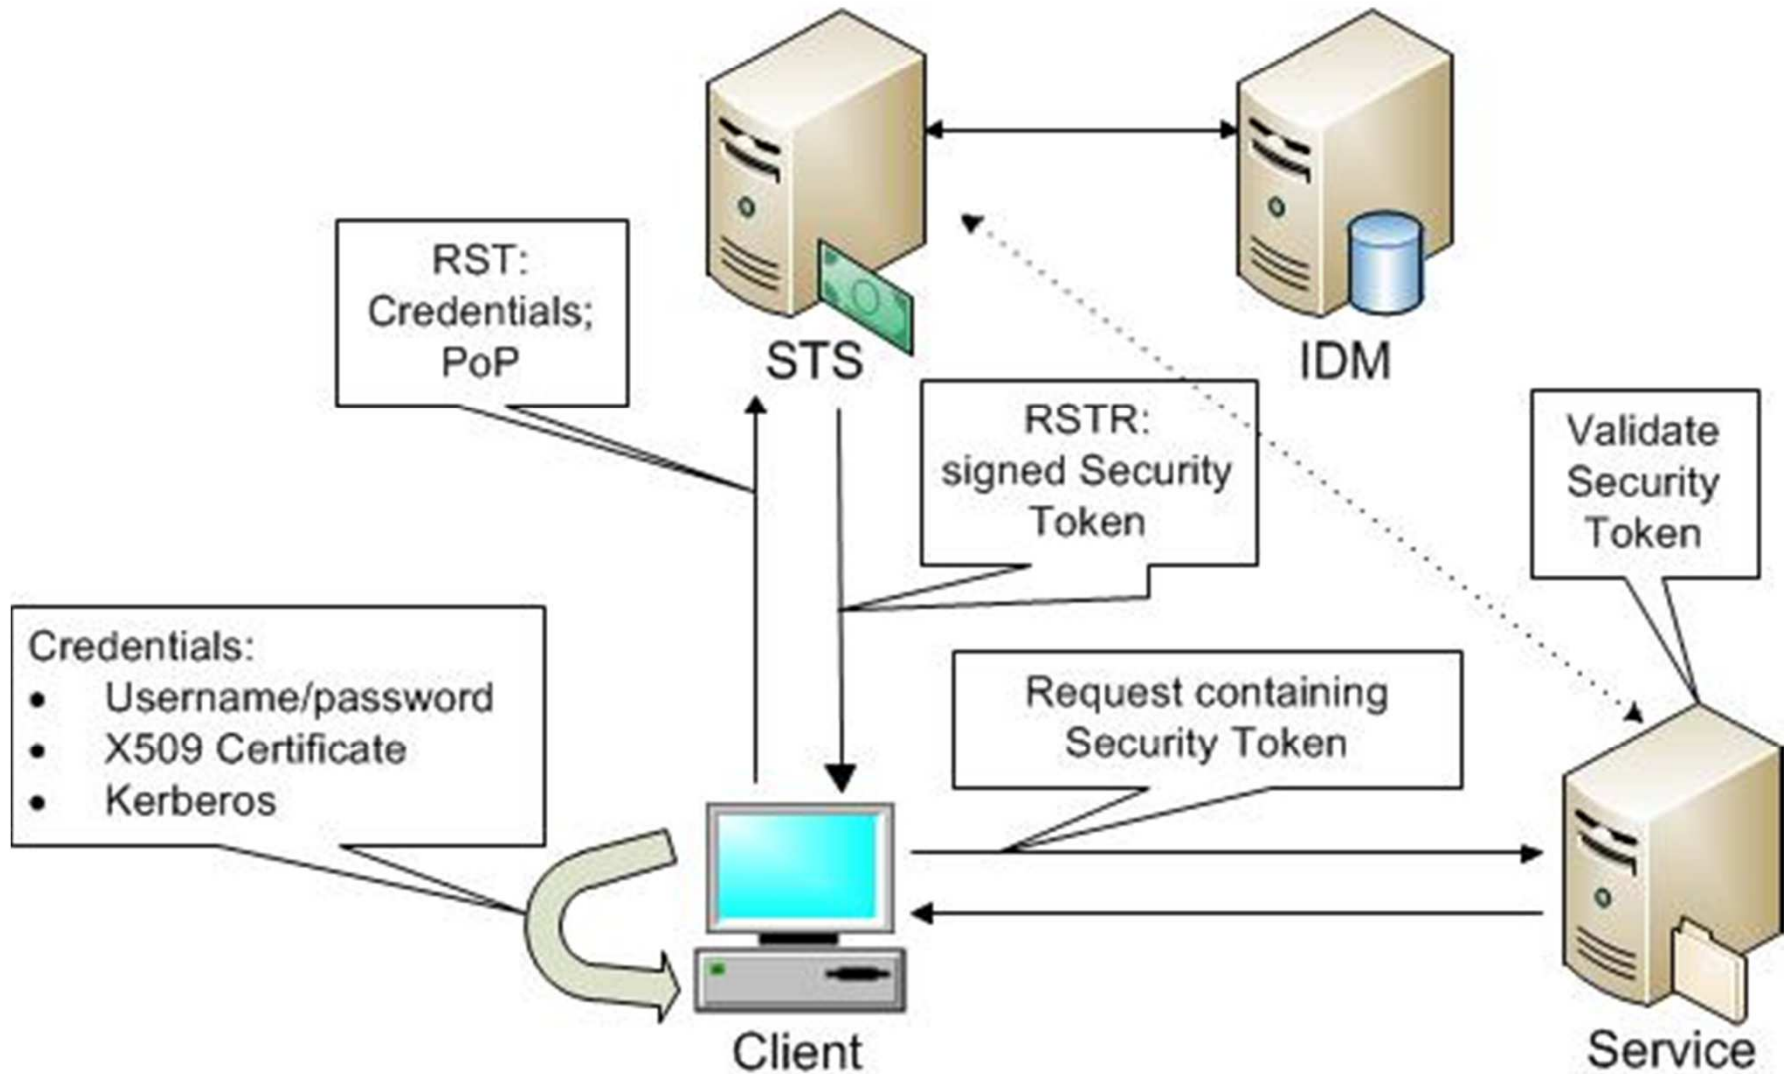 RST:
Credentials;
PoP
STS
IDM
RSTR:
signed Security
Token
Validate
Security
Token
Credentials:
• Username/password
• X509 Certificate
• Kerberos
Request containing
Security Token
Client
Service